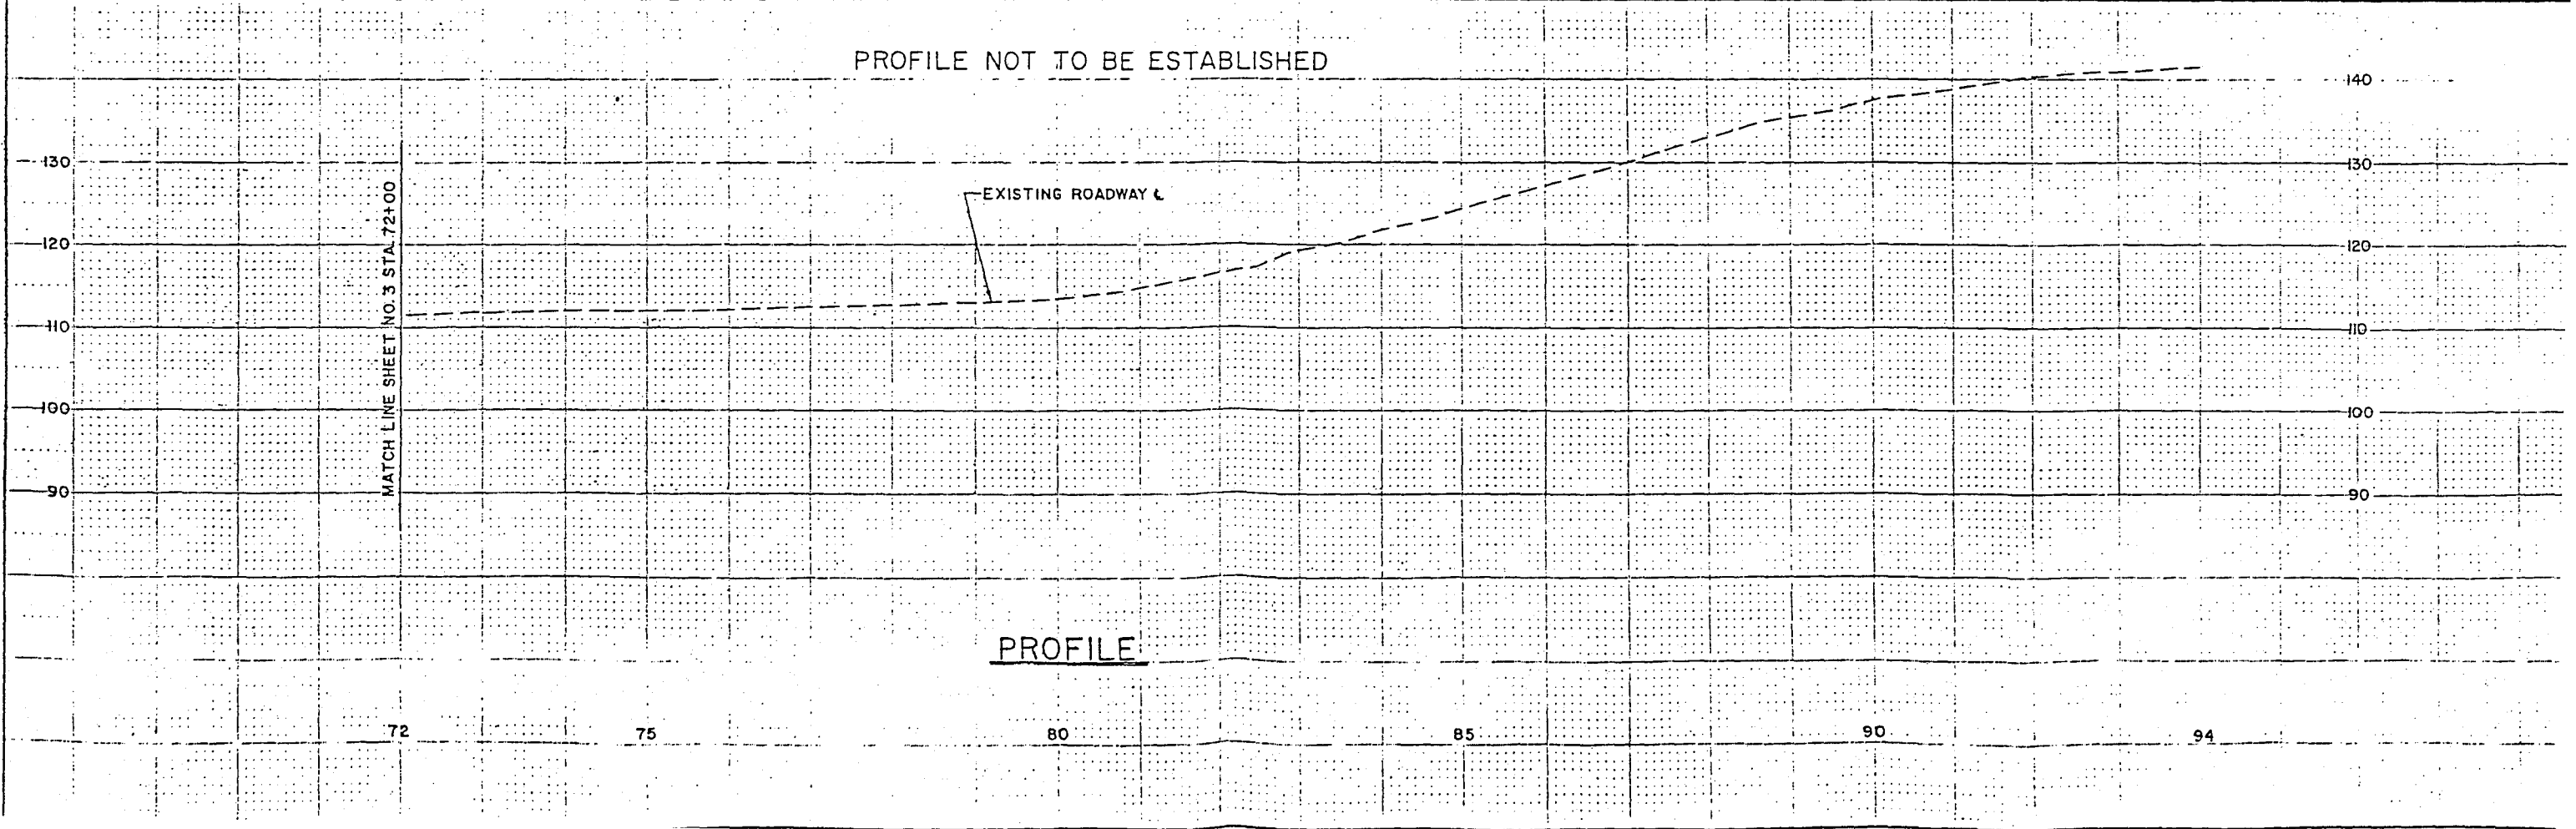 PROFILE NOT TO BE ESTABLISHED
140
130
130
EXISTING ROADWAY ℄
120
120
110
110
100
100
90
90
MATCH LINE SHEET NO.3 STA. 72+00
PROFILE
72 75 80 85 90 94